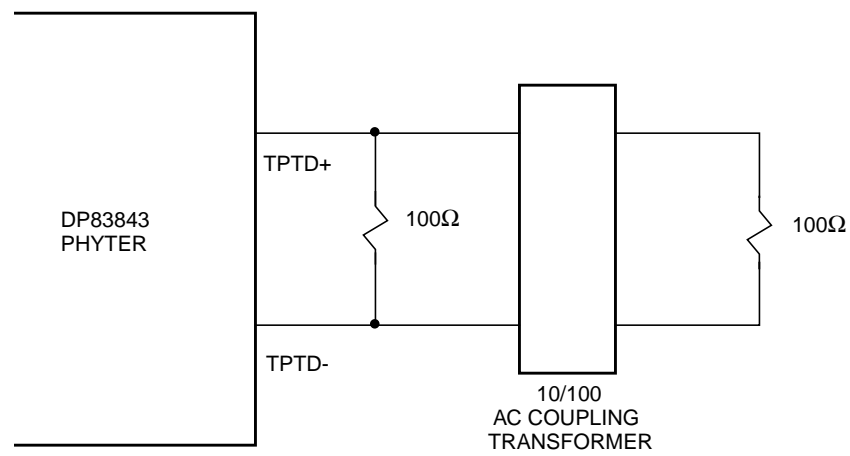 TPTD+
DP83843
PHYTER
100Ω
100Ω
TPTD-
10/100
AC COUPLING
TRANSFORMER